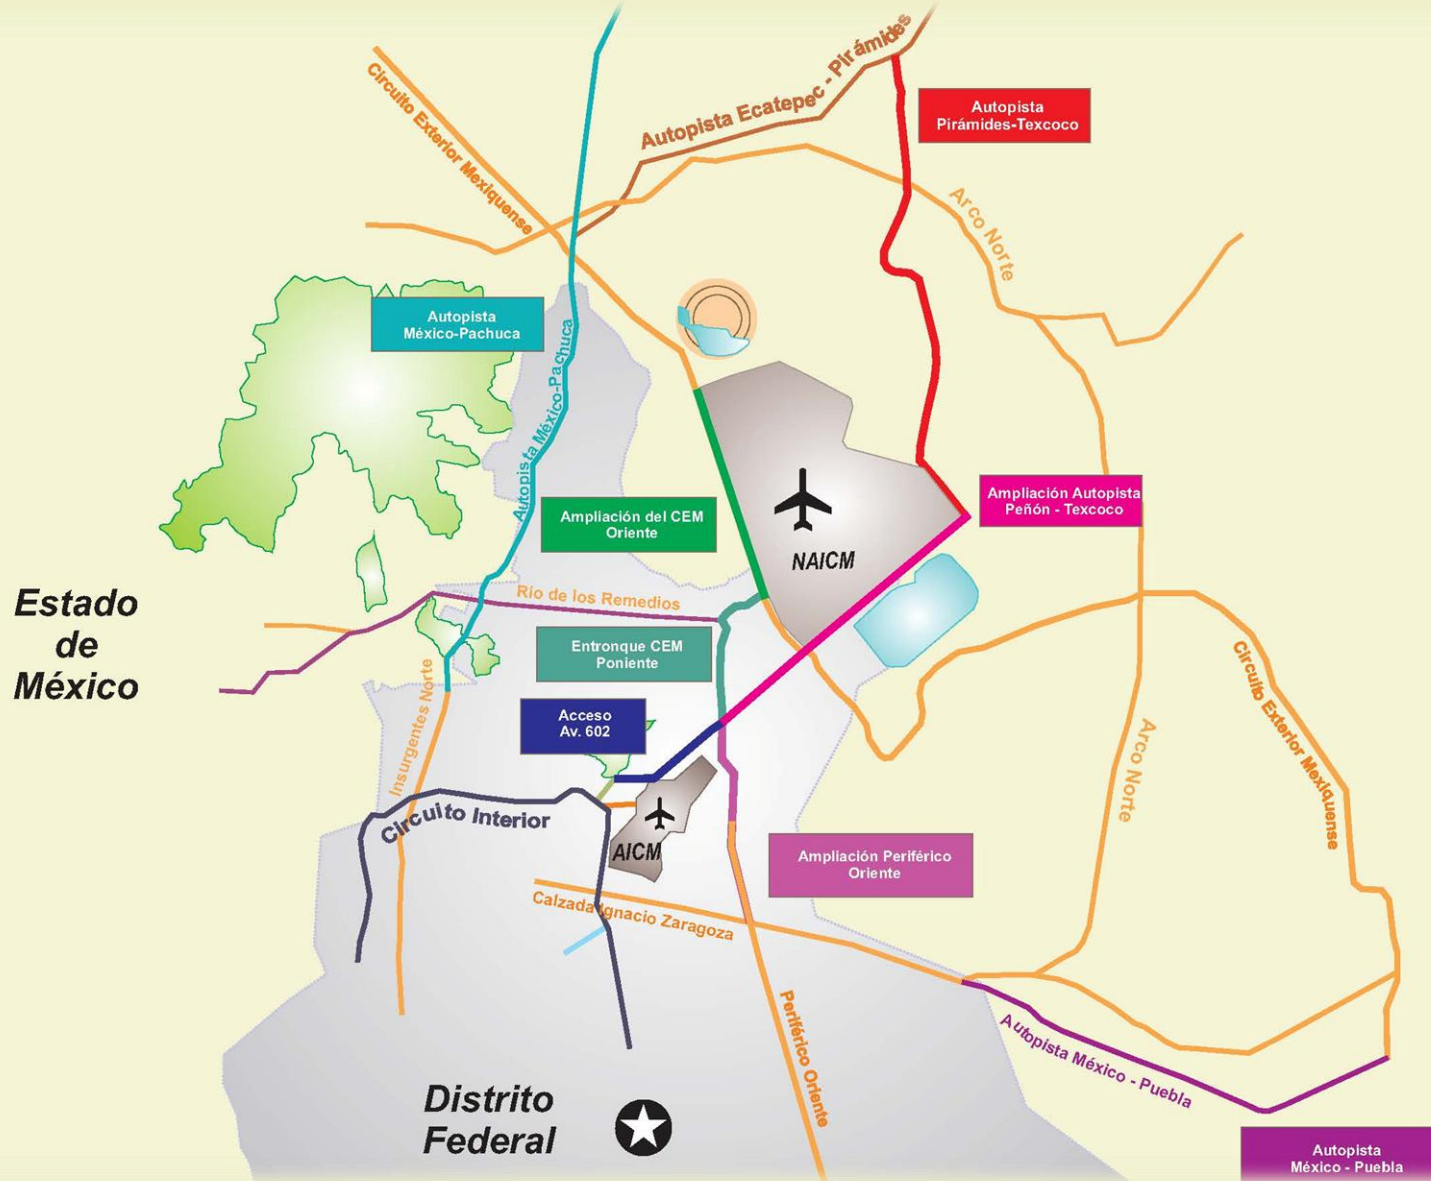 Circuito Exterior Mexiquense
Autopista Ecatepec - Pirámides
Autopista
Pirámides-Texcoco
Arco Norte
Autopista
México-Pachuca
Autopista México-Pachuca
Ampliación Autopista
Peñón - Texcoco
Ampliación del CEM
Oriente
NAICM
Estado
de
México
Río de los Remedios
Entronque CEM
Poniente
Circuito Exterior Mexiquense
Insurgentes Norte
Acceso
Av. 602
Arco Norte
Circuito Interior
AICM
Ampliación Periférico
Oriente
Calzada Ignacio Zaragoza
Periférico Oriente
Autopista México - Puebla
Distrito
Federal
Autopista
México - Puebla